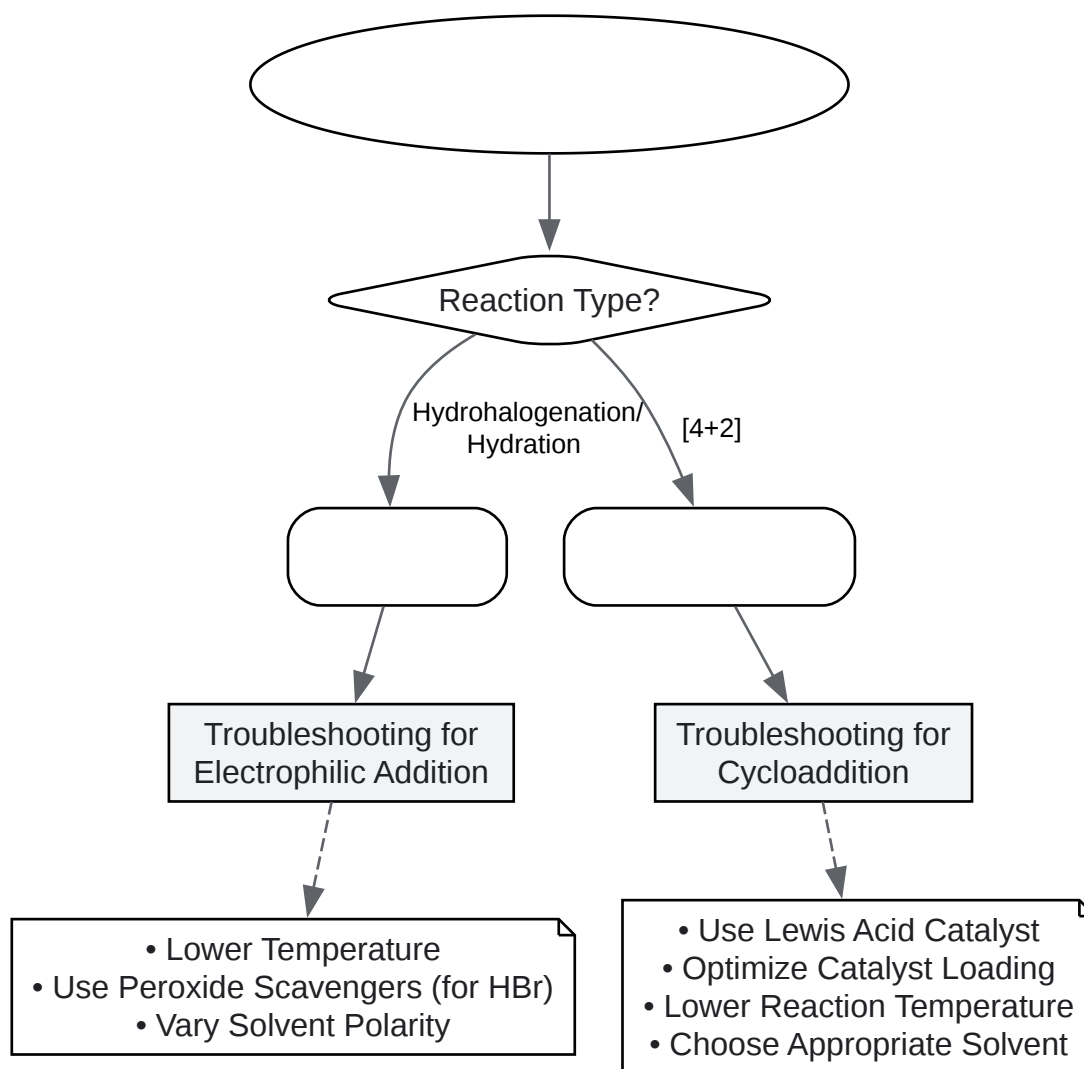 Reaction Type?
Hydrohalogenation/
Hydration
[4+2]
Troubleshooting for
Electrophilic Addition
Troubleshooting for
Cycloaddition
• Lower Temperature
• Use Peroxide Scavengers (for HBr)
• Vary Solvent Polarity
• Use Lewis Acid Catalyst
• Optimize Catalyst Loading
• Lower Reaction Temperature
• Choose Appropriate Solvent